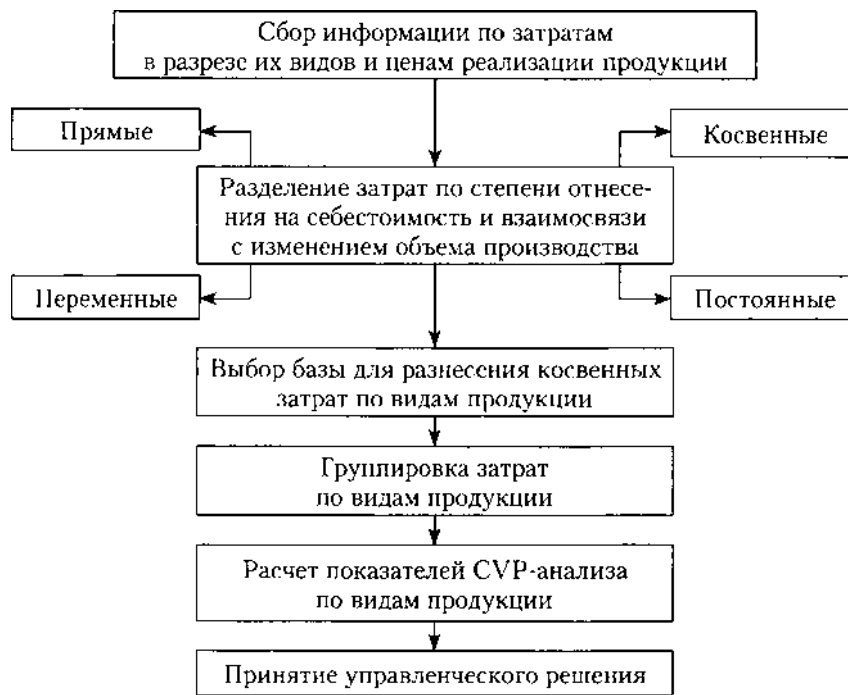 Сбор информации по затратам
в разрезе их видов и ценам реализации продукции
Прямые
Косвенные
Разделение затрат по степени отнесе-
ния на себестоимость и взаимосвязи
с изменением объема производства
Переменные
Постоянные
Выбор базы для разнесения косвенных
затрат по видам продукции
Группировка затрат
по видам продукции
Расчет показателей CVP-анализа
по видам продукции
Принятие управленческого решения